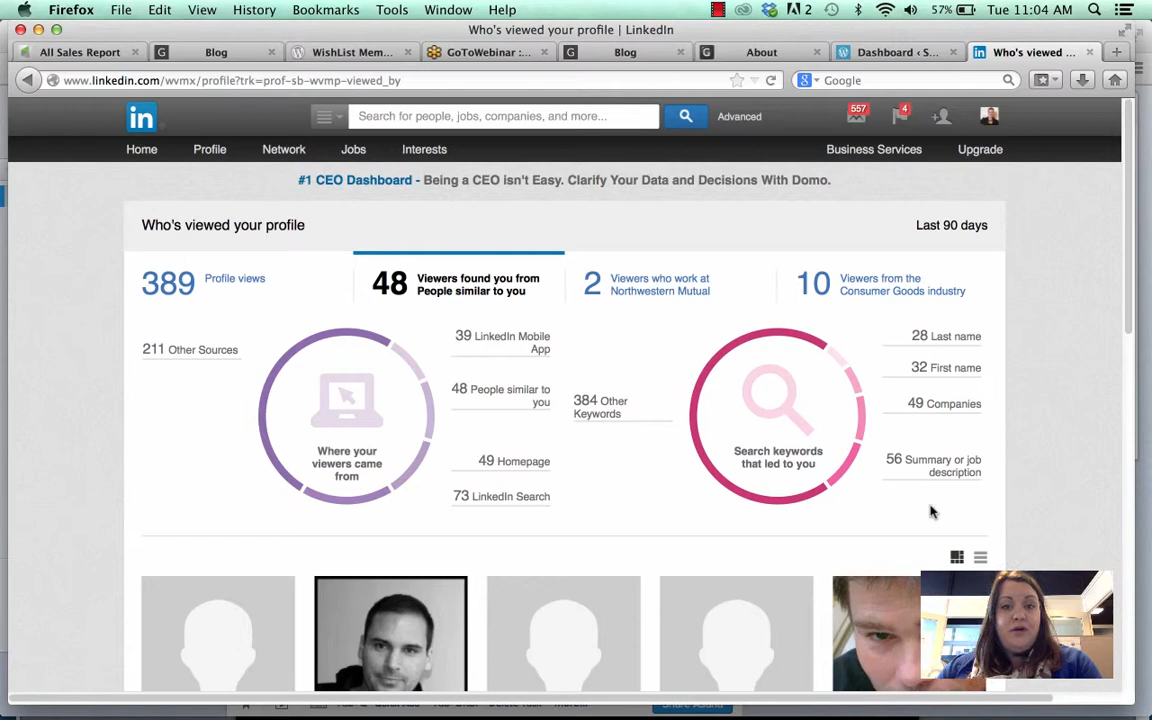 Firefox File Edit View History Bookmarks Tools Window Help 2 57% Tue 11:04 AM
Who's viewed your profile | LinkedIn
All Sales Report G Blog WishList Mem... GoToWebinar :... G Blog G About Dashboard ‹ S... in Who's viewed ...
www.linkedin.com/wvmx/profile?trk=prof-sb-wvmp-viewed_by
8 Google
in Search for people, jobs, companies, and more... Advanced 557 4
Home Profile Network Jobs Interests Business Services Upgrade
#1 CEO Dashboard - Being a CEO isn't Easy. Clarify Your Data and Decisions With Domo.
Who's viewed your profile Last 90 days
389 Profile views
48 Viewers found you from
People similar to you
2 Viewers who work at
Northwestern Mutual
10 Viewers from the
Consumer Goods industry
211 Other Sources
Where your
viewers came
from
39 LinkedIn Mobile
App
48 People similar to
you
49 Homepage
73 LinkedIn Search
384 Other
Keywords
Search keywords
that led to you
28 Last name
32 First name
49 Companies
56 Summary or job
description